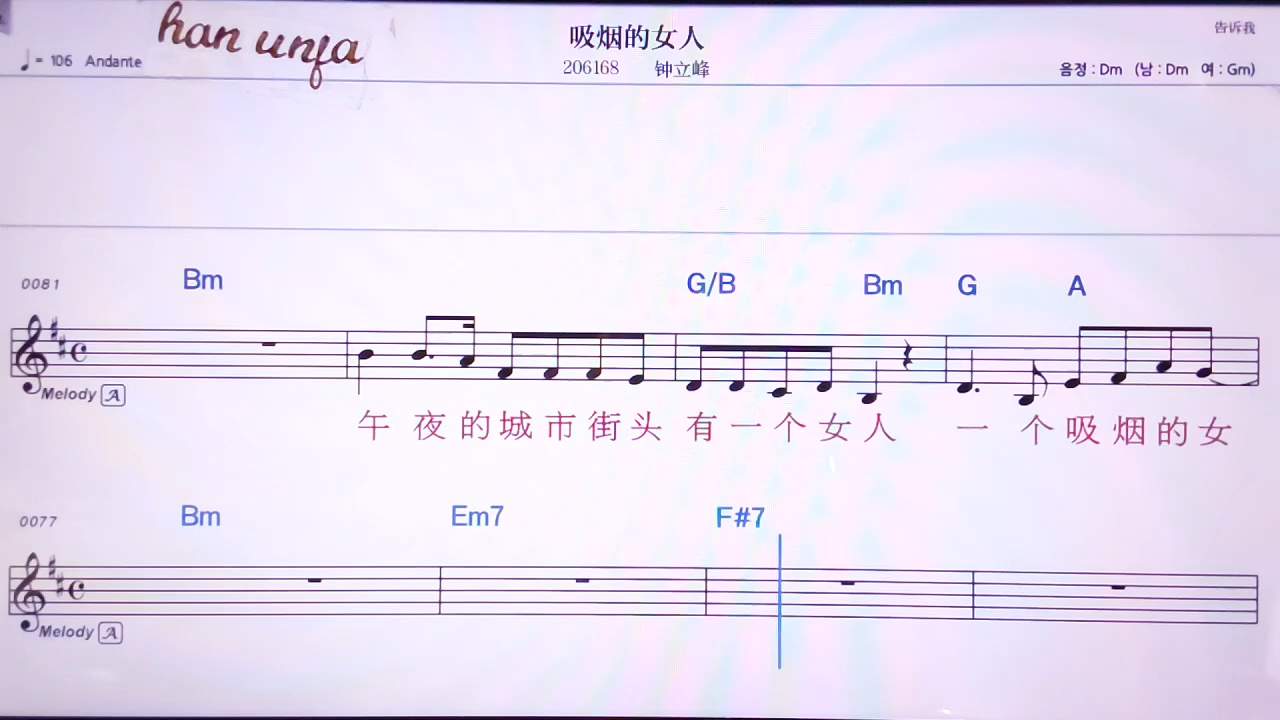 han unfa
吸烟的女人
告诉我
♩= 106 Andante
206168 钟立峰
음정 : Dm (남 : Dm 여 : Gm)
0081 Bm G/B Bm G A
Melody A
午夜的城市街头 有一个女人 一个吸烟的女
0077 Bm Em7 F#7
Melody A